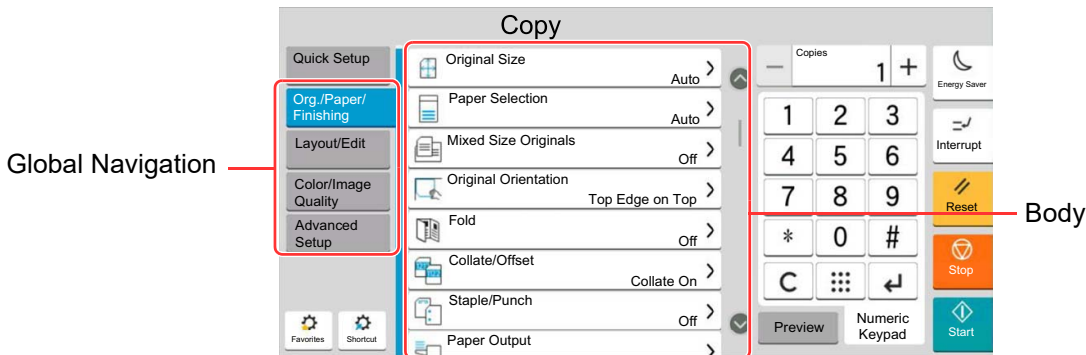 Copy
Global Navigation
Quick Setup
Org./Paper/
Finishing
Layout/Edit
Color/Image
Quality
Advanced
Setup
Favorites
Shortcut
Original Size
Auto
Paper Selection
Auto
Mixed Size Originals
Off
Original Orientation
Top Edge on Top
Fold
Off
Collate/Offset
Collate On
Staple/Punch
Off
Paper Output
Copies
− 1 +
1 2 3
4 5 6
7 8 9
* 0 #
C
Preview
Numeric
Keypad
Energy Saver
Interrupt
Reset
Stop
Start
Body